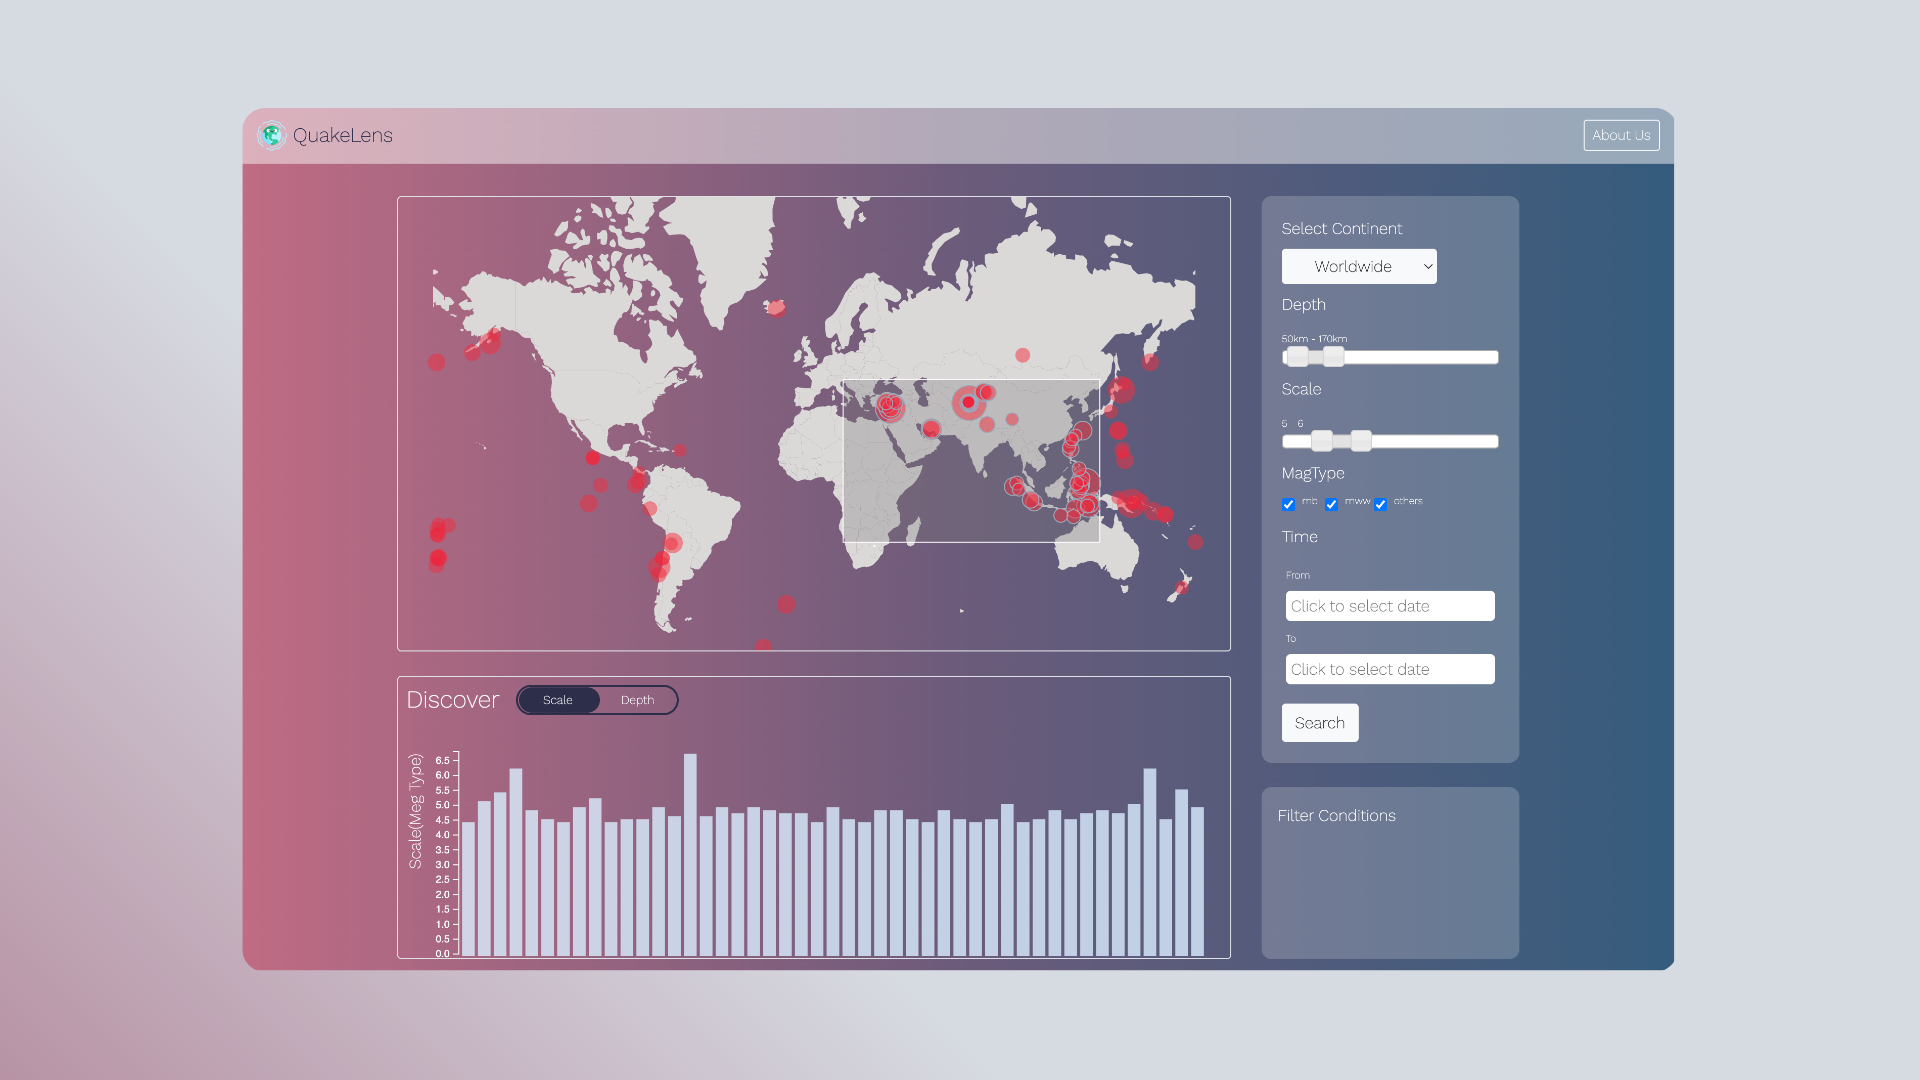 QuakeLens
About Us
Select Continent
Worldwide
Depth
50km - 170km
Scale
5 6
MagType
mb mww others
Time
From
Click to select date
To
Click to select date
Search
Discover Scale Depth
Scale(Meg Type)
6.5
6.0
5.5
5.0
4.5
4.0
3.5
3.0
2.5
2.0
1.5
1.0
0.5
0.0
Filter Conditions